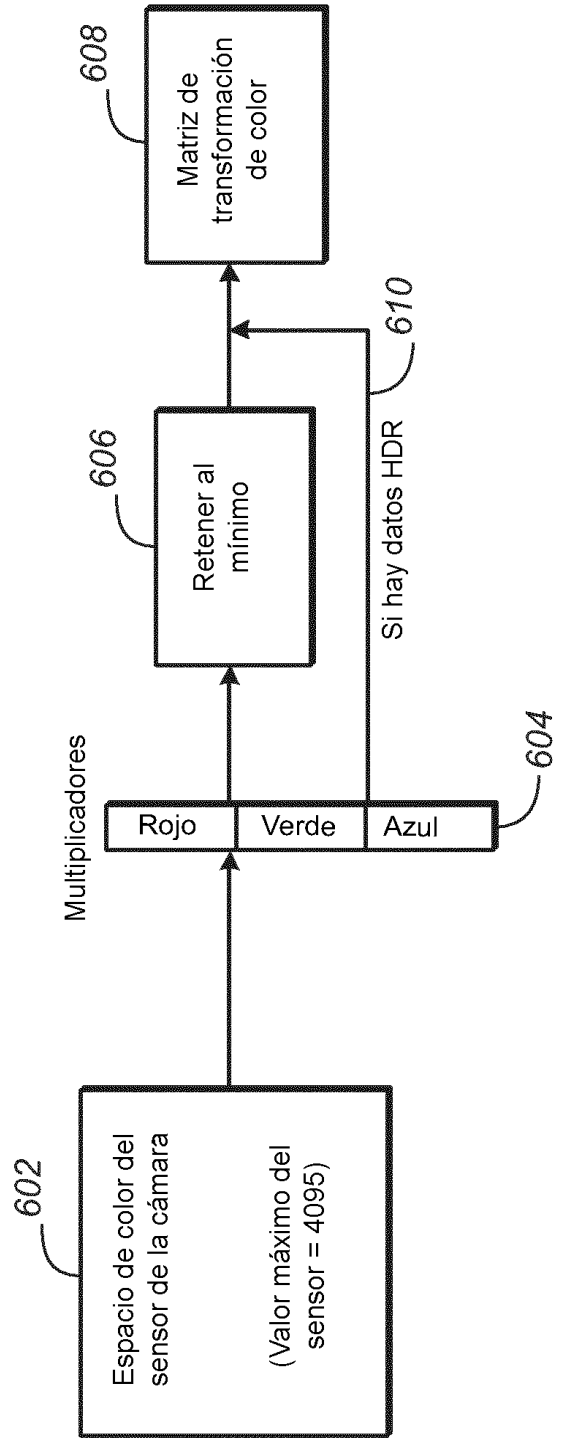 602
Espacio de color del
sensor de la cámara
(Valor máximo del
sensor = 4095)
Multiplicadores
Rojo
Verde
Azul
604
606
Retener al
mínimo
Si hay datos HDR
610
608
Matriz de
transformación
de color